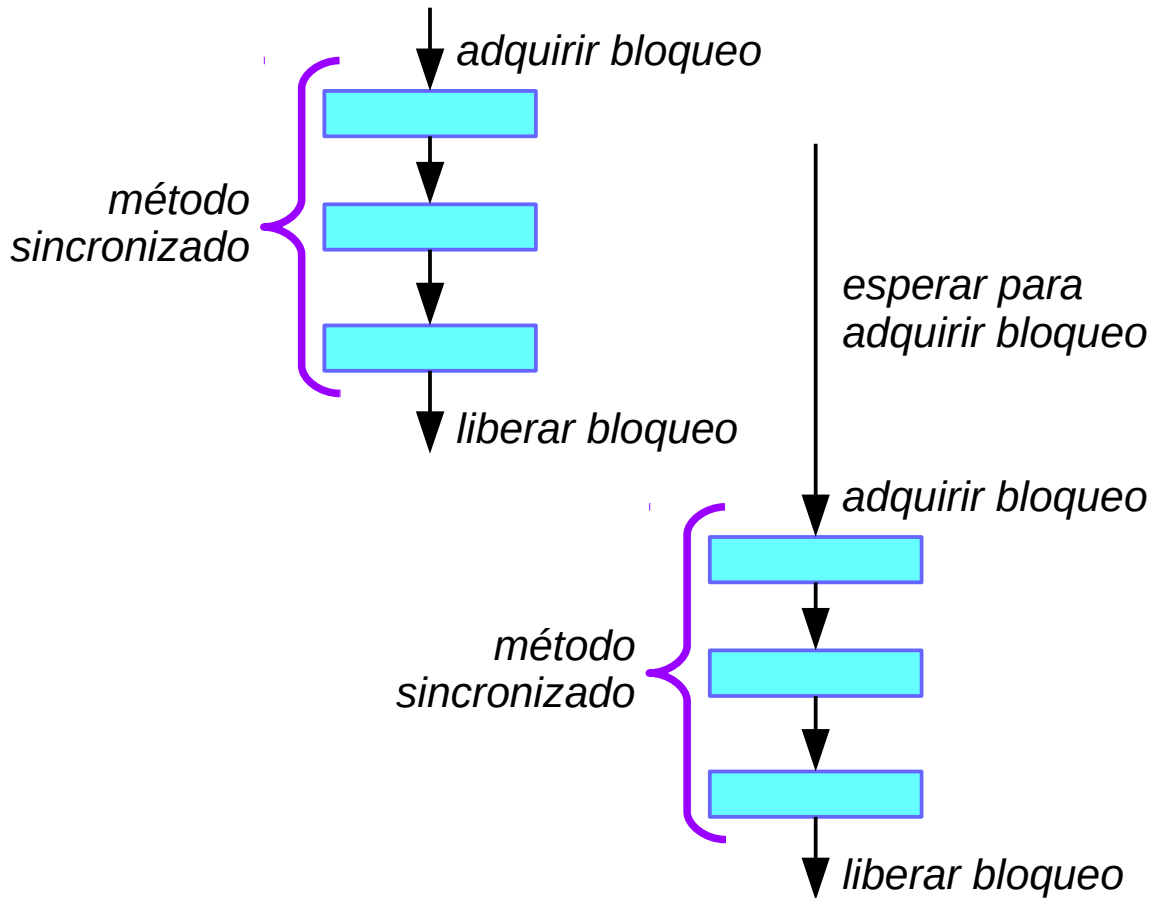 adquirir bloqueo
método
sincronizado
liberar bloqueo
esperar para
adquirir bloqueo
adquirir bloqueo
método
sincronizado
liberar bloqueo